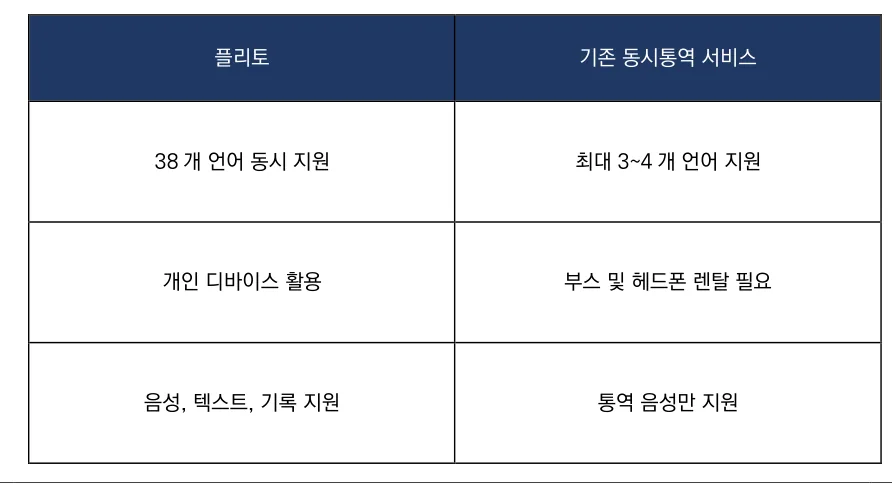 플리토 기존 동시통역 서비스
38개 언어 동시 지원 최대 3~4개 언어 지원
개인 디바이스 활용 부스 및 헤드폰 렌탈 필요
음성, 텍스트, 기록 지원 통역 음성만 지원